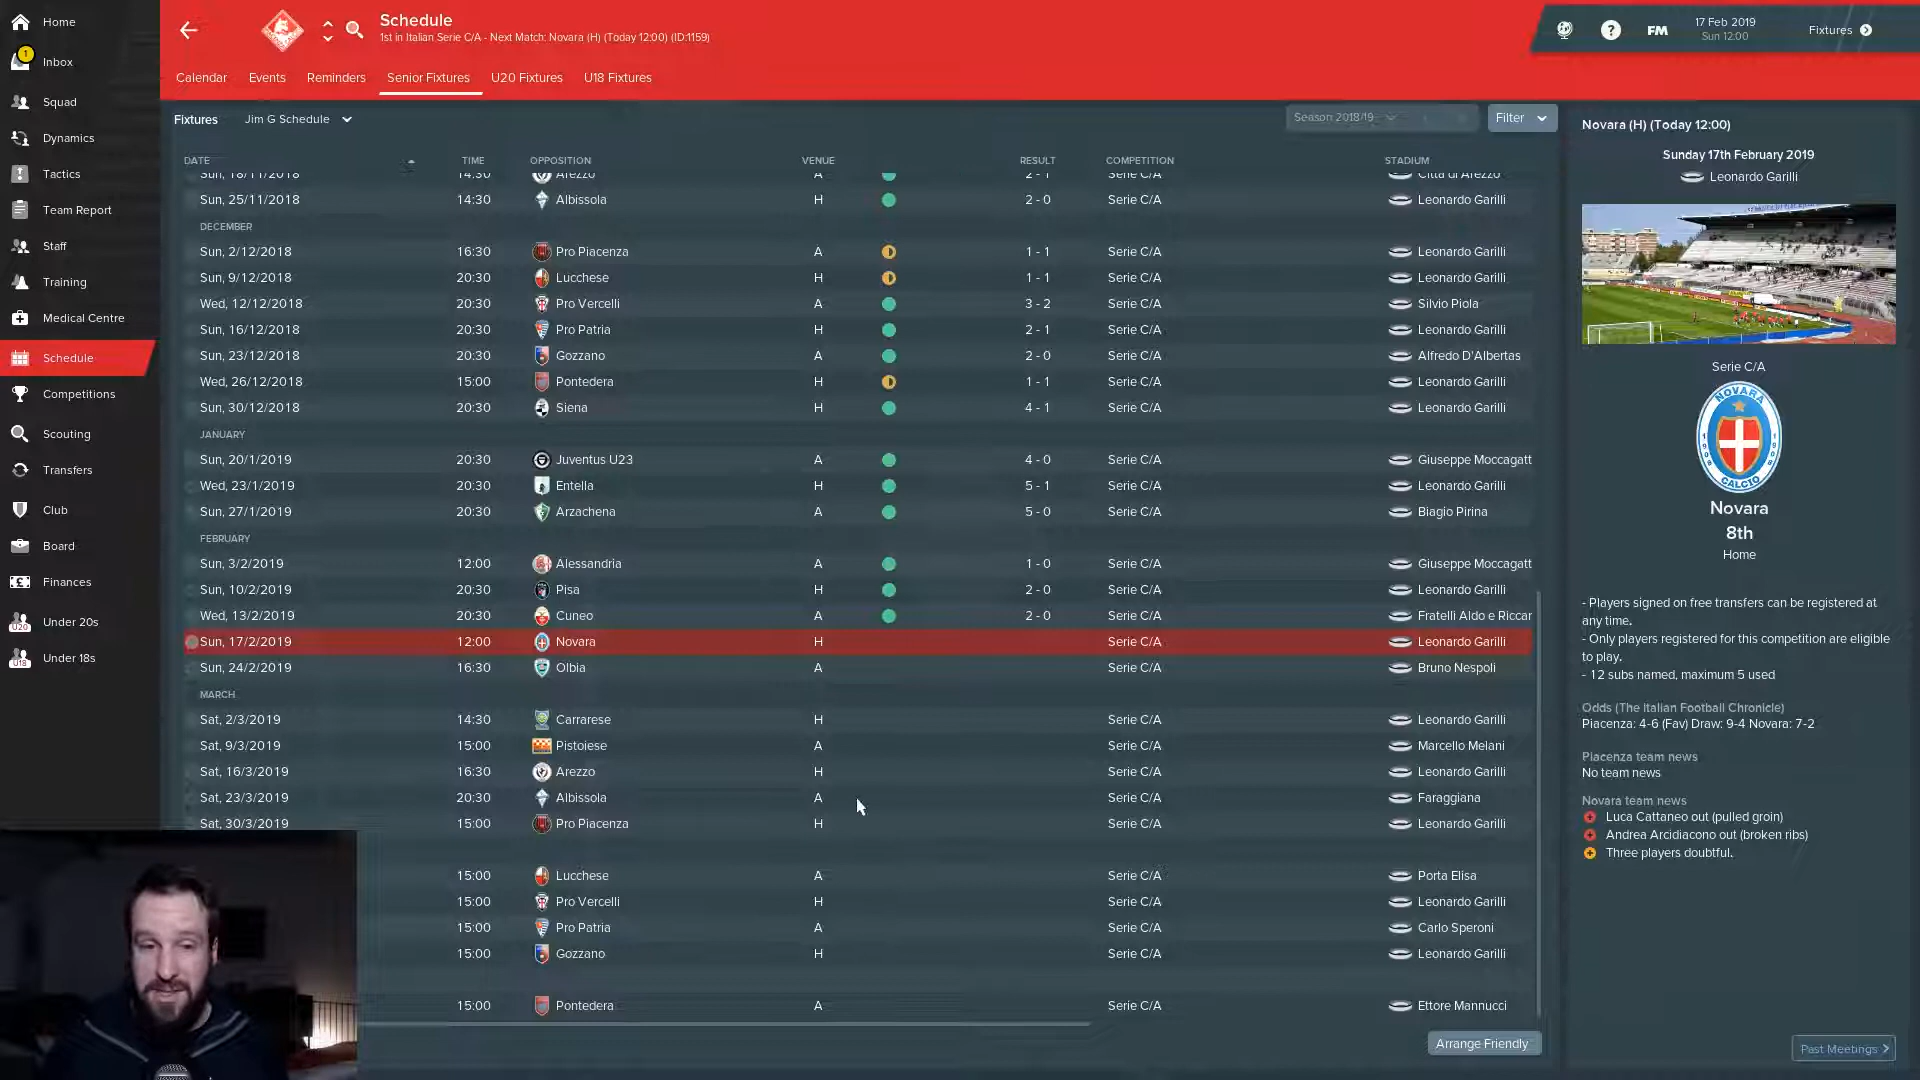 Home
1
Inbox
Squad
Dynamics
Tactics
Team Report
Staff
Training
Medical Centre
Schedule
Competitions
Scouting
Transfers
Club
Board
Finances
U20
Under 20s
U18
Under 18s
Schedule
1st in Italian Serie C/A - Next Match: Novara (H) (Today 12:00) (ID:1159)
? FM 17 Feb 2019
Sun 12:00
Fixtures
Calendar Events Reminders Senior Fixtures U20 Fixtures U18 Fixtures
Fixtures Jim G Schedule Season 2018/19 Filter
DATE TIME OPPOSITION VENUE RESULT COMPETITION STADIUM
Sun, 18/11/2018 14:30 Arezzo A 2 - 1 Serie C/A Città di Arezzo
Sun, 25/11/2018 14:30 Albissola H 2 - 0 Serie C/A Leonardo Garilli
DECEMBER
Sun, 2/12/2018 16:30 Pro Piacenza A 1 - 1 Serie C/A Leonardo Garilli
Sun, 9/12/2018 20:30 Lucchese H 1 - 1 Serie C/A Leonardo Garilli
Wed, 12/12/2018 20:30 Pro Vercelli A 3 - 2 Serie C/A Silvio Piola
Sun, 16/12/2018 20:30 Pro Patria H 2 - 1 Serie C/A Leonardo Garilli
Sun, 23/12/2018 20:30 Gozzano A 2 - 0 Serie C/A Alfredo D'Albertas
Wed, 26/12/2018 15:00 Pontedera H 1 - 1 Serie C/A Leonardo Garilli
Sun, 30/12/2018 20:30 Siena H 4 - 1 Serie C/A Leonardo Garilli
JANUARY
Sun, 20/1/2019 20:30 Juventus U23 A 4 - 0 Serie C/A Giuseppe Moccagatt
Wed, 23/1/2019 20:30 Entella H 5 - 1 Serie C/A Leonardo Garilli
Sun, 27/1/2019 20:30 Arzachena A 5 - 0 Serie C/A Biagio Pirina
FEBRUARY
Sun, 3/2/2019 12:00 Alessandria A 1 - 0 Serie C/A Giuseppe Moccagatt
Sun, 10/2/2019 20:30 Pisa H 2 - 0 Serie C/A Leonardo Garilli
Wed, 13/2/2019 20:30 Cuneo A 2 - 0 Serie C/A Fratelli Aldo e Riccar
Sun, 17/2/2019 12:00 Novara H Serie C/A Leonardo Garilli
Sun, 24/2/2019 16:30 Olbia A Serie C/A Bruno Nespoli
MARCH
Sat, 2/3/2019 14:30 Carrarese H Serie C/A Leonardo Garilli
Sat, 9/3/2019 15:00 Pistoiese A Serie C/A Marcello Melani
Sat, 16/3/2019 16:30 Arezzo H Serie C/A Leonardo Garilli
Sat, 23/3/2019 20:30 Albissola A Serie C/A Faraggiana
Sat, 30/3/2019 15:00 Pro Piacenza H Serie C/A Leonardo Garilli
15:00 Lucchese A Serie C/A Porta Elisa
15:00 Pro Vercelli H Serie C/A Leonardo Garilli
15:00 Pro Patria A Serie C/A Carlo Speroni
15:00 Gozzano H Serie C/A Leonardo Garilli
15:00 Pontedera A Serie C/A Ettore Mannucci
Arrange Friendly
Novara (H) (Today 12:00)
Sunday 17th February 2019
Leonardo Garilli
Serie C/A
NOVARA
1908 1908
CALCIO
Novara
8th
Home
- Players signed on free transfers can be registered at
any time.
- Only players registered for this competition are eligible
to play.
- 12 subs named, maximum 5 used
Odds (The Italian Football Chronicle)
Piacenza: 4-6 (Fav) Draw: 9-4 Novara: 7-2
Piacenza team news
No team news
Novara team news
Luca Cattaneo out (pulled groin)
Andrea Arcidiacono out (broken ribs)
Three players doubtful.
Past Meetings